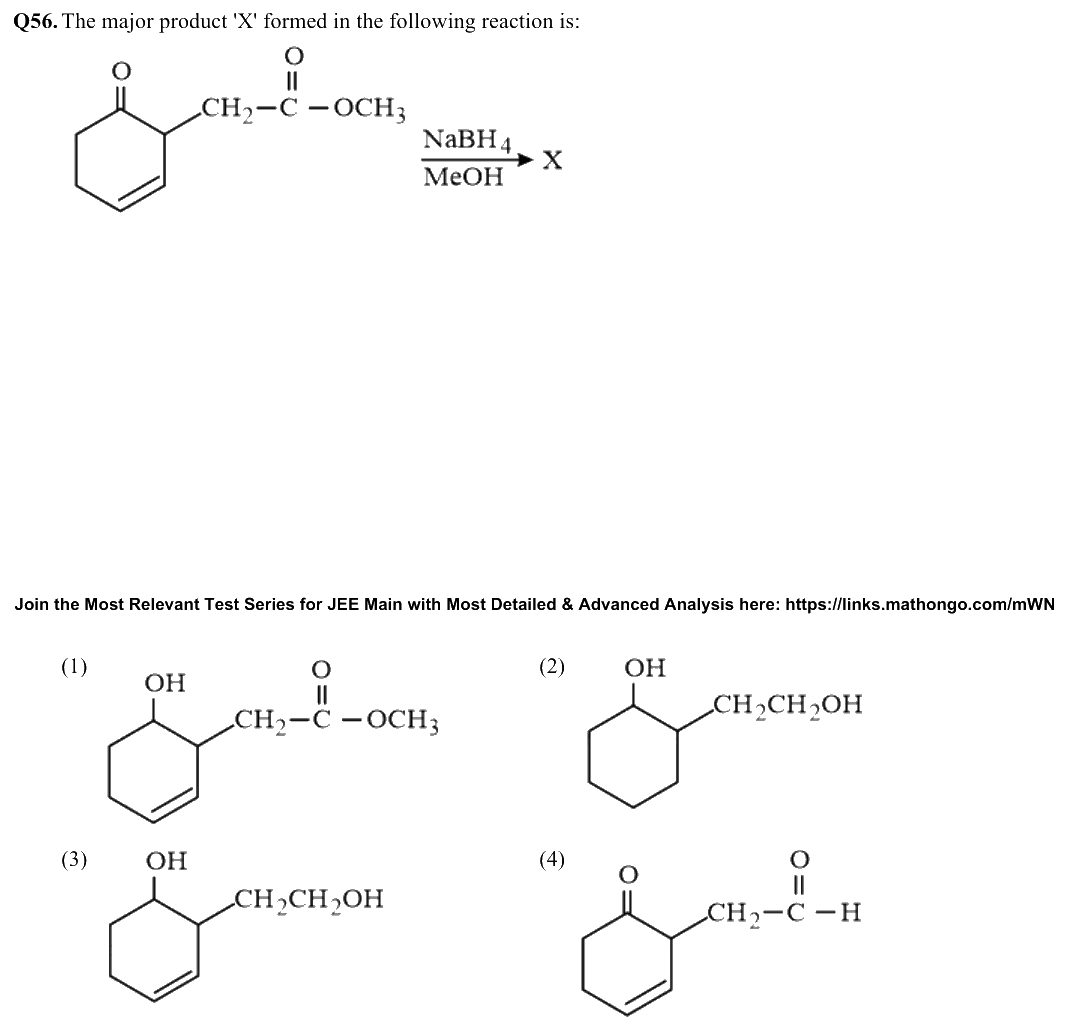 Q56. The major product 'X' formed in the following reaction is:
O
O
CH2–C–OCH3
NaBH4
MeOH
X
Join the Most Relevant Test Series for JEE Main with Most Detailed & Advanced Analysis here: https://links.mathongo.com/mWN
(1)
OH
O
CH2–C–OCH3
(2)
OH
CH2CH2OH
(3)
OH
CH2CH2OH
(4)
O
O
CH2–C–H